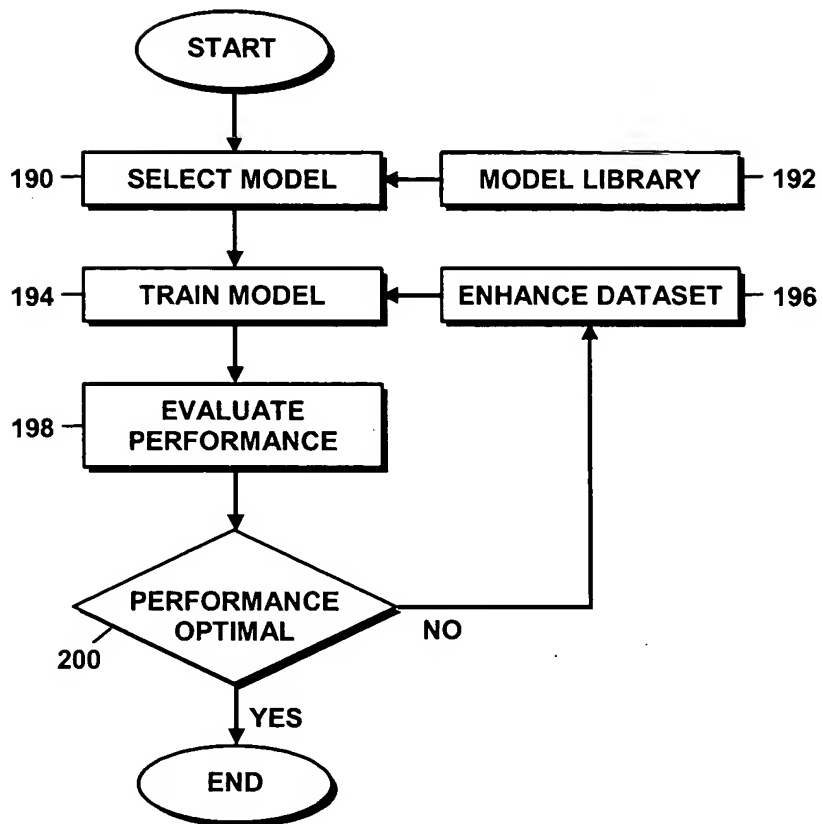 START
190
SELECT MODEL
MODEL LIBRARY
192
194
TRAIN MODEL
ENHANCE DATASET
196
198
EVALUATE
PERFORMANCE
PERFORMANCE
OPTIMAL
NO
200
YES
END